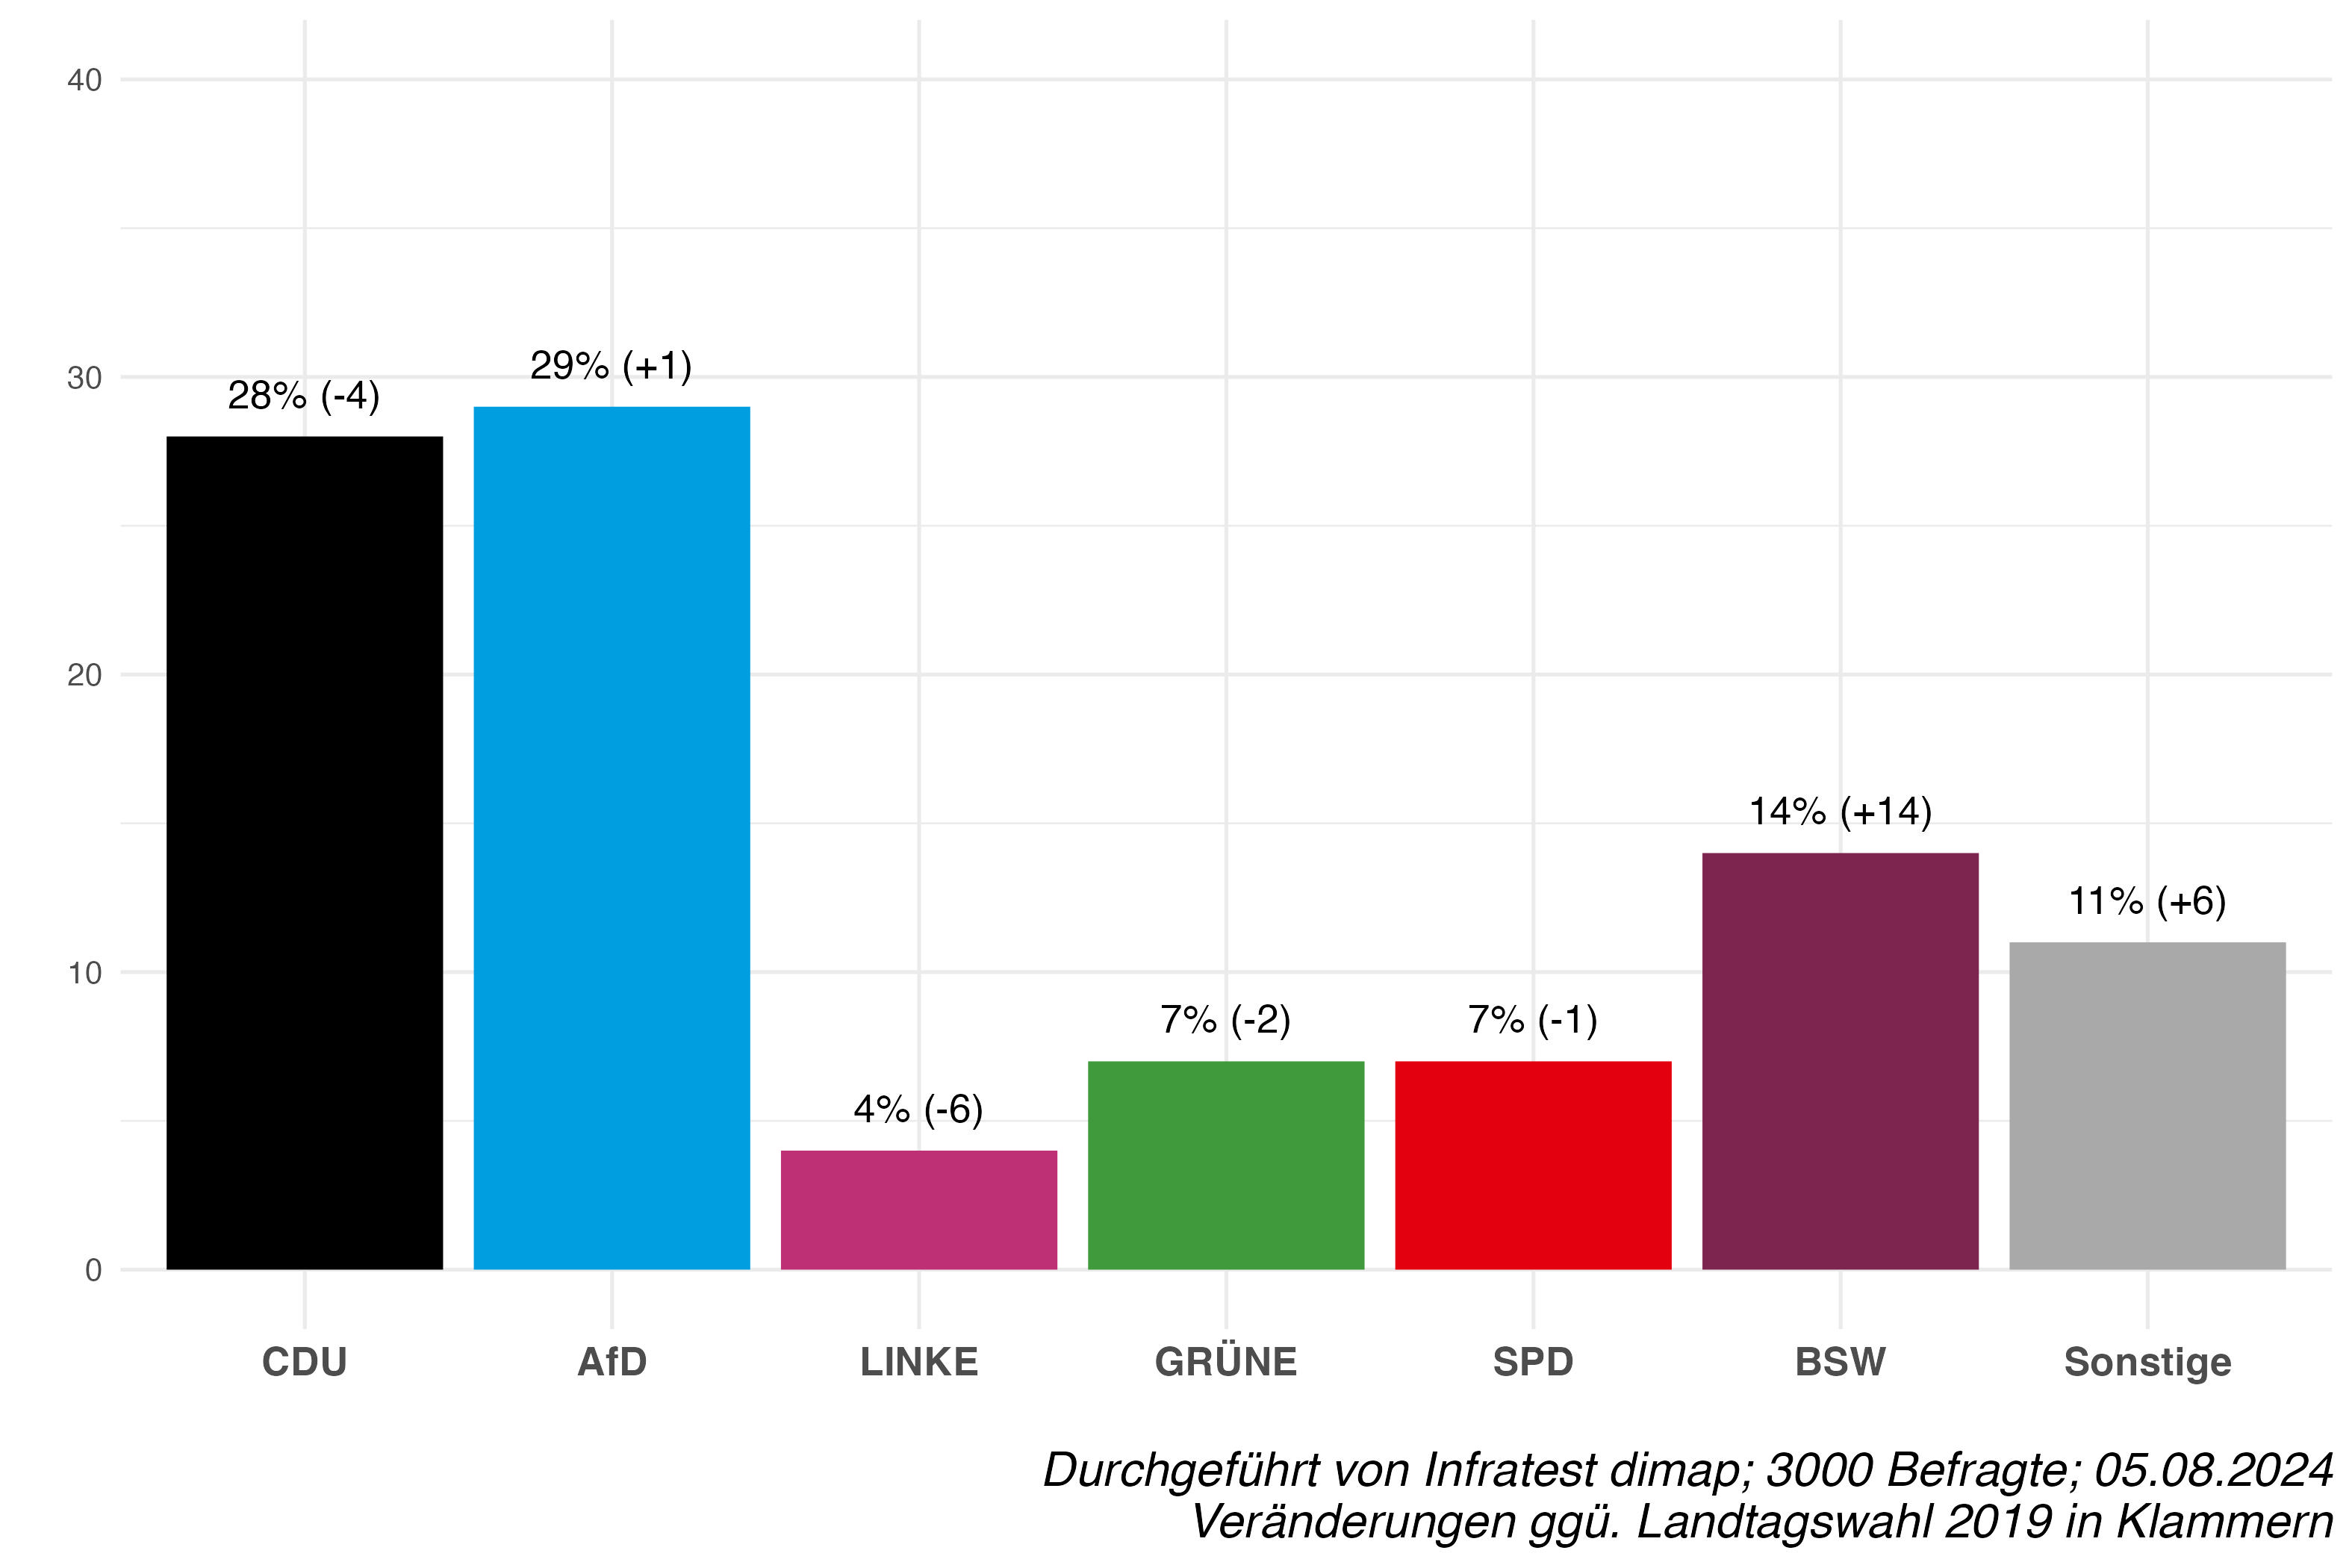 40
30
20
10
0
28% (-4)
29% (+1)
4% (-6)
7% (-2)
7% (-1)
14% (+14)
11% (+6)
CDU
AfD
LINKE
GRÜNE
SPD
BSW
Sonstige
Durchgeführt von Infratest dimap; 3000 Befragte; 05.08.2024
Veränderungen ggü. Landtagswahl 2019 in Klammern